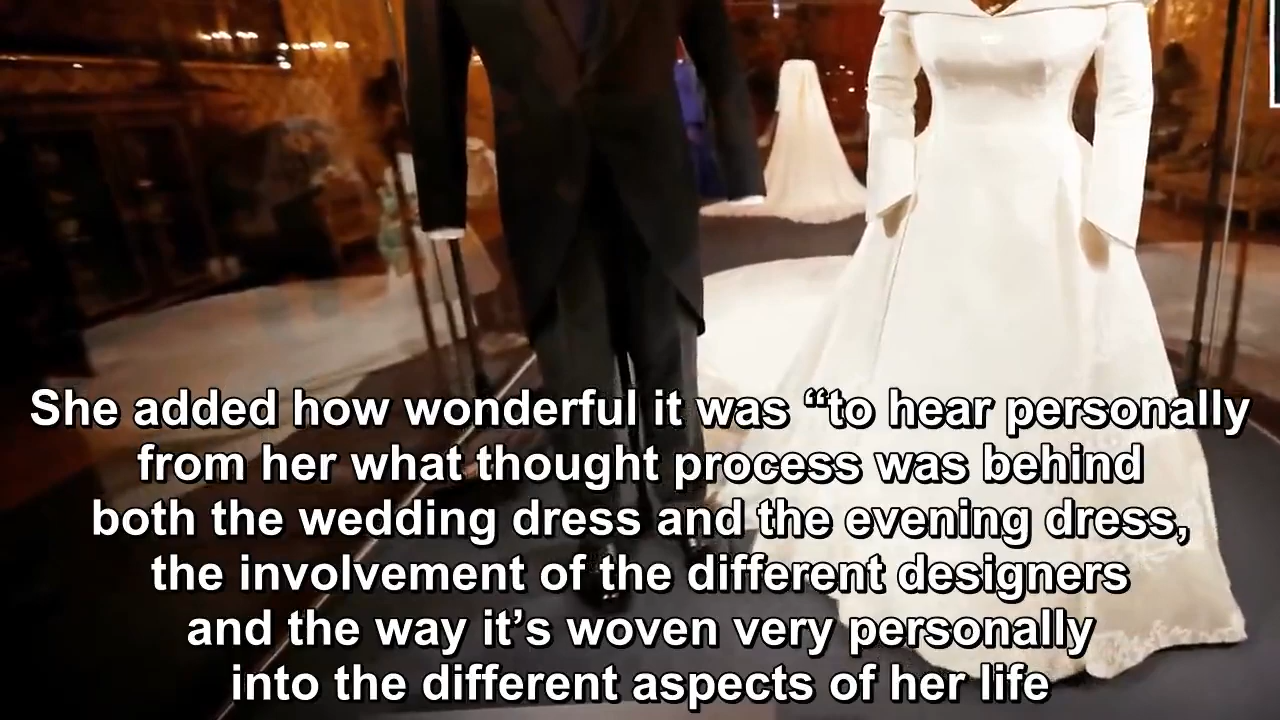 She added how wonderful it was “to hear personally
from her what thought process was behind
both the wedding dress and the evening dress,
the involvement of the different designers
and the way it’s woven very personally
into the different aspects of her life